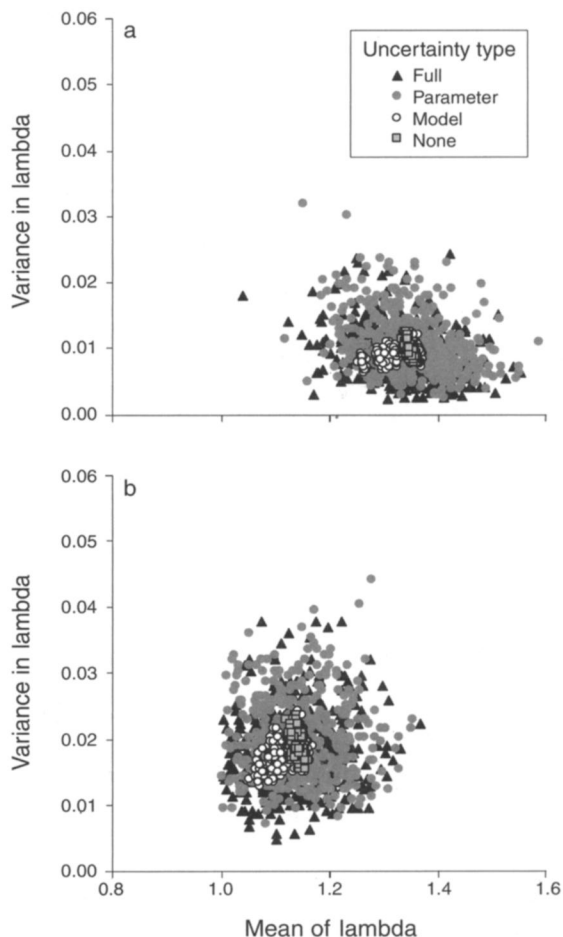 0.06
a
0.05
0.04
0.03
0.02
0.01
0.00
Variance in lambda
Uncertainty type
Full
Parameter
Model
None
0.06
b
0.05
0.04
0.03
0.02
0.01
0.00
Variance in lambda
0.8
1.0
1.2
1.4
1.6
Mean of lambda